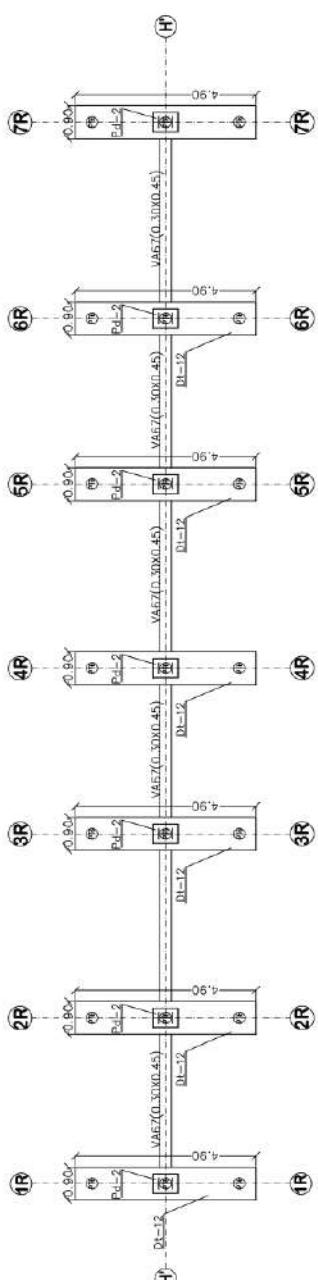 1R 2R 3R 4R 5R 6R 7R
0.90 0.90 0.90 0.90 0.90 0.90 0.90
Pd-2 Pd-2 Pd-2 Pd-2 Pd-2 Pd-2 Pd-2
VA67(0.30X0.45) VA67(0.30X0.45) VA67(0.30X0.45) VA67(0.30X0.45) VA67(0.30X0.45)
H' H'
4.90 4.90 4.90 4.90 4.90 4.90 4.90
Dt-12 Dt-12 Dt-12 Dt-12 Dt-12 Dt-12
1R 2R 3R 4R 5R 6R 7R